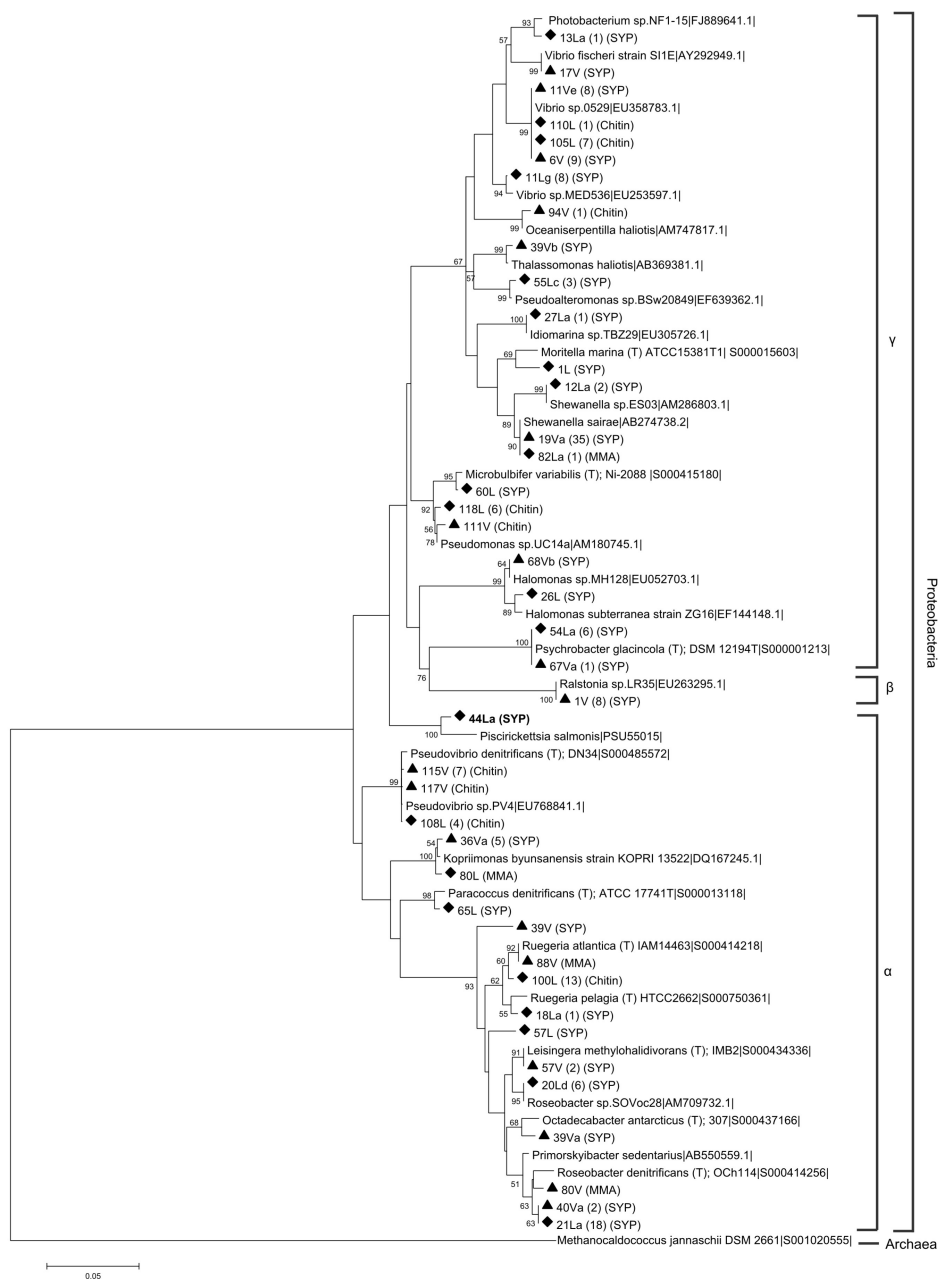 Photobacterium sp.NF1-15|FJ889641.1|
93
13La (1) (SYP)
57
Vibrio fischeri strain SI1E|AY292949.1|
99
17V (SYP)
11Ve (8) (SYP)
Vibrio sp.0529|EU358783.1|
110L (1) (Chitin)
99
105L (7) (Chitin)
6V (9) (SYP)
11Lg (8) (SYP)
94
Vibrio sp.MED536|EU253597.1|
94V (1) (Chitin)
99
Oceaniserpentilla haliotis|AM747817.1|
99
39Vb (SYP)
67
Thalassomonas haliotis|AB369381.1|
57
55Lc (3) (SYP)
99
Pseudoalteromonas sp.BSw20849|EF639362.1|
100
27La (1) (SYP)
Idiomarina sp.TBZ29|EU305726.1|
γ
Moritella marina (T) ATCC15381T1| S000015603|
69
1L (SYP)
99
12La (2) (SYP)
Shewanella sp.ES03|AM286803.1|
89
Shewanella sairae|AB274738.2|
19Va (35) (SYP)
90
82La (1) (MMA)
Microbulbifer variabilis (T); Ni-2088 |S000415180|
95
60L (SYP)
92
118L (6) (Chitin)
56
111V (Chitin)
78
Pseudomonas sp.UC14a|AM180745.1|
64
68Vb (SYP)
99
Halomonas sp.MH128|EU052703.1|
26L (SYP)
89
Halomonas subterranea strain ZG16|EF144148.1|
Proteobacteria
54La (6) (SYP)
100
Psychrobacter glacincola (T); DSM 12194T|S000001213|
67Va (1) (SYP)
76
Ralstonia sp.LR35|EU263295.1|
β
100
1V (8) (SYP)
44La (SYP)
100
Piscirickettsia salmonis|PSU55015|
Pseudovibrio denitrificans (T); DN34|S000485572|
115V (7) (Chitin)
99
117V (Chitin)
Pseudovibrio sp.PV4|EU768841.1|
108L (4) (Chitin)
54
36Va (5) (SYP)
100
Kopriimonas byunsanensis strain KOPRI 13522|DQ167245.1|
80L (MMA)
98
Paracoccus denitrificans (T); ATCC 17741T|S000013118|
65L (SYP)
39V (SYP)
92
Ruegeria atlantica (T) IAM14463|S000414218|
60
88V (MMA)
α
62
100L (13) (Chitin)
93
Ruegeria pelagia (T) HTCC2662|S000750361|
55
18La (1) (SYP)
57L (SYP)
91
Leisingera methylohalidivorans (T); IMB2|S000434336|
57V (2) (SYP)
20Ld (6) (SYP)
95
Roseobacter sp.SOVoc28|AM709732.1|
68
Octadecabacter antarcticus (T); 307|S000437166|
39Va (SYP)
Primorskyibacter sedentarius|AB550559.1|
51
Roseobacter denitrificans (T); OCh114|S000414256|
80V (MMA)
63
40Va (2) (SYP)
63
21La (18) (SYP)
Methanocaldococcus jannaschii DSM 2661|S001020555|
Archaea
0.05